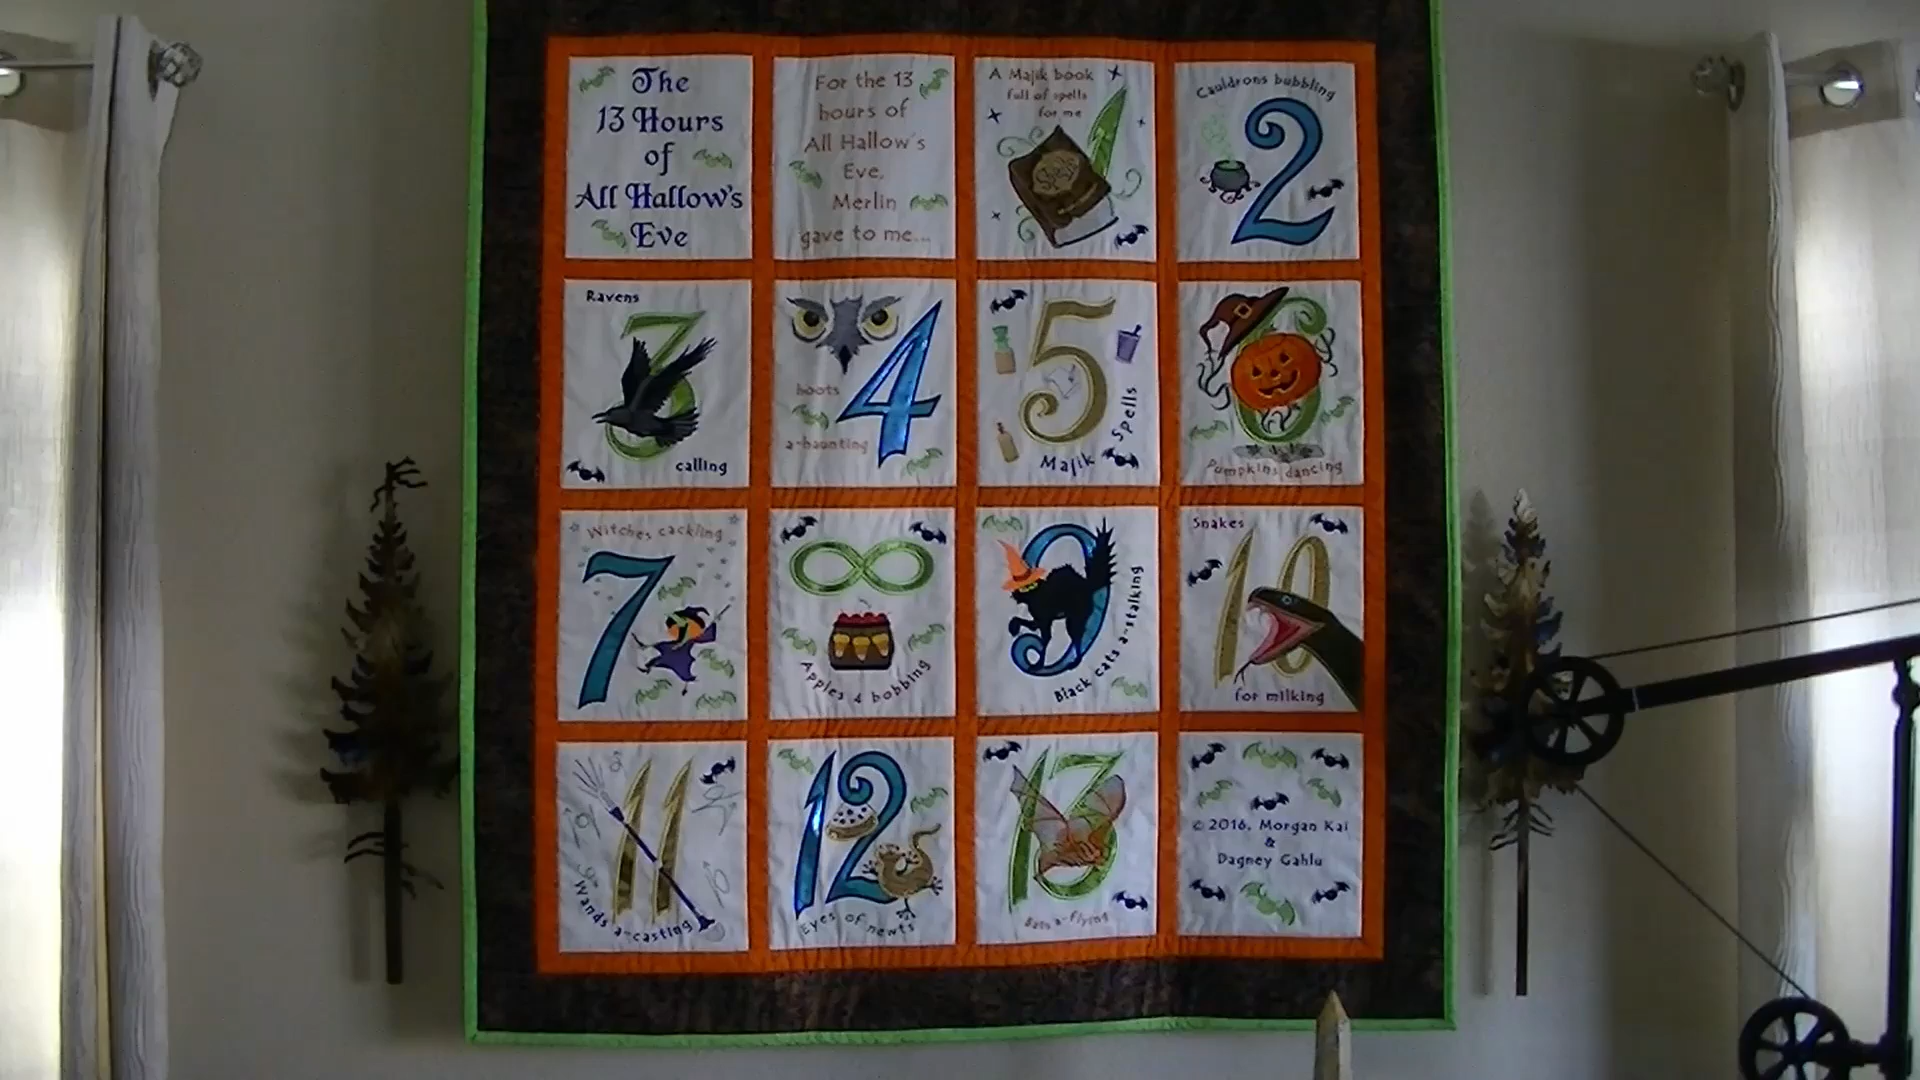 The
13 Hours
of
All Hallow's
Eve
For the 13
hours of
All Hallow's
Eve,
Merlin
gave to me...
A Majik book
full of spells
for me
1
Spells
Cauldrons bubbling
2
Ravens
3
calling
4
hoots
a-haunting
5
Majik Spells
6
Pumpkins dancing
Witches cackling
7
8
Apples 4 bobbing
9
Black cats a-stalking
Snakes
10
for milking
11
Wands a-casting
12
Eyes of newts
13
Bats a-flying
© 2016, Morgan Kai
&
Dagney Gahlu